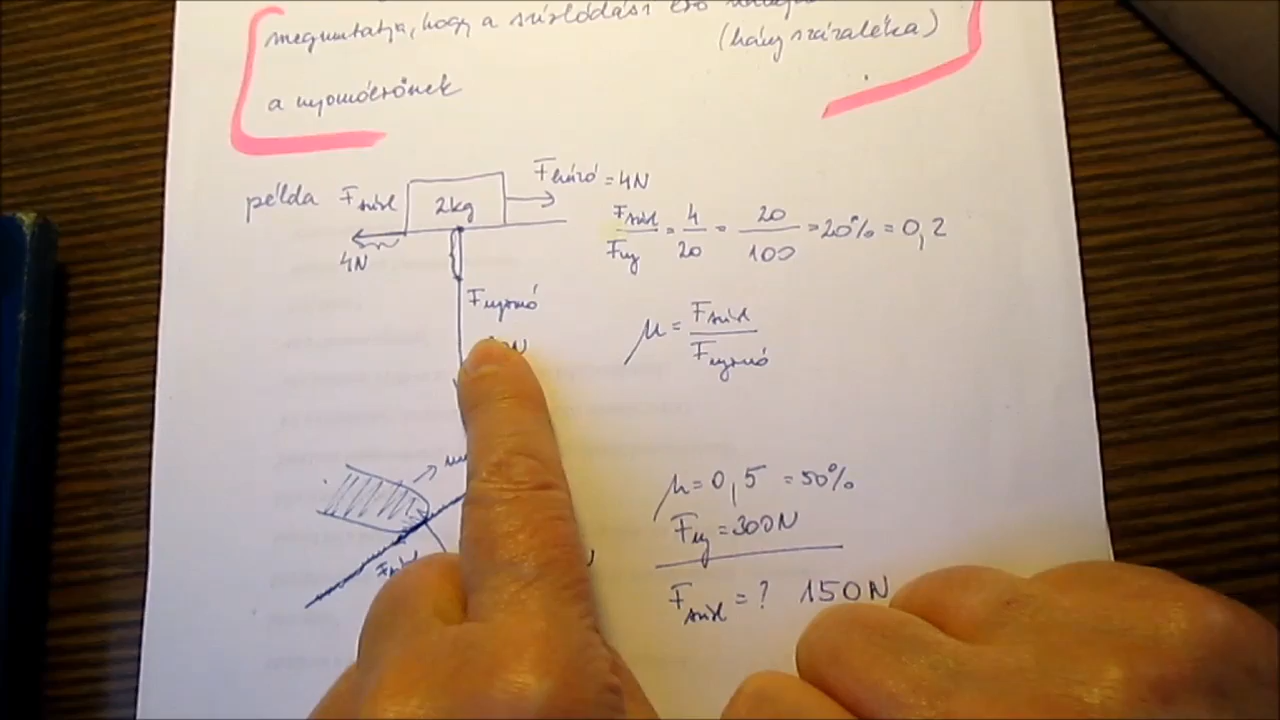 megmutatja, hogy a súrlódási erő
(hány százaléka)
a nyomóerőnek
példa Fsúrl 2kg Fhúzó = 4N
4N
Fsúrl/Fny = 4/20 = 20/100 = 20% = 0,2
Fnyomó
N
μ = Fsúrl/Fnyomó
μ = 0,5 = 50%
Fny = 300N
Fsúrl = ? 150N